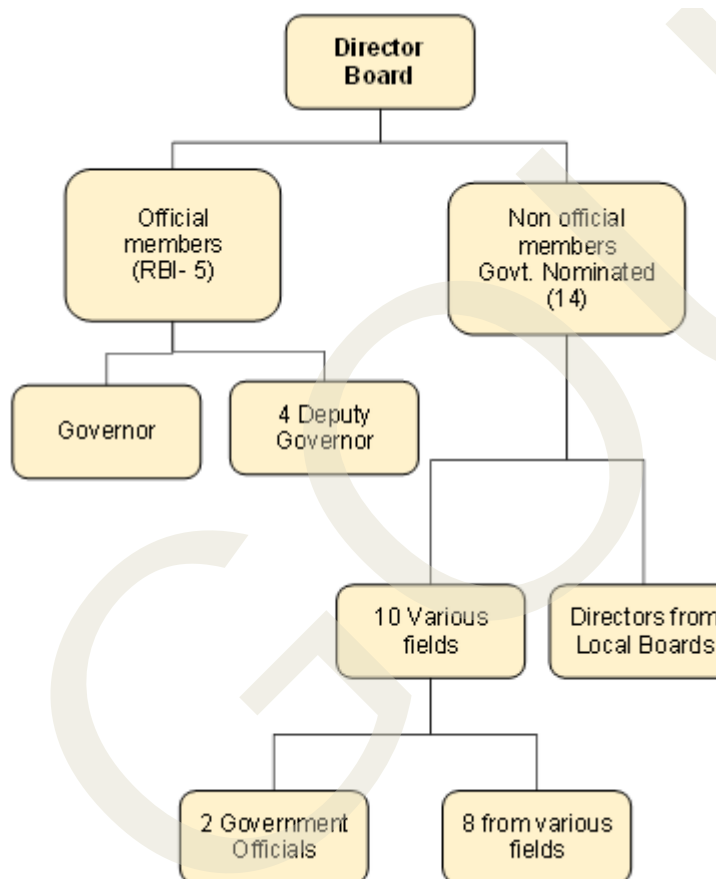 Director
Board
Official
members
(RBI- 5)
Non official
members
Govt. Nominated
(14)
Governor
4 Deputy
Governor
10 Various
fields
Directors from
Local Boards
2 Government
Officials
8 from various
fields